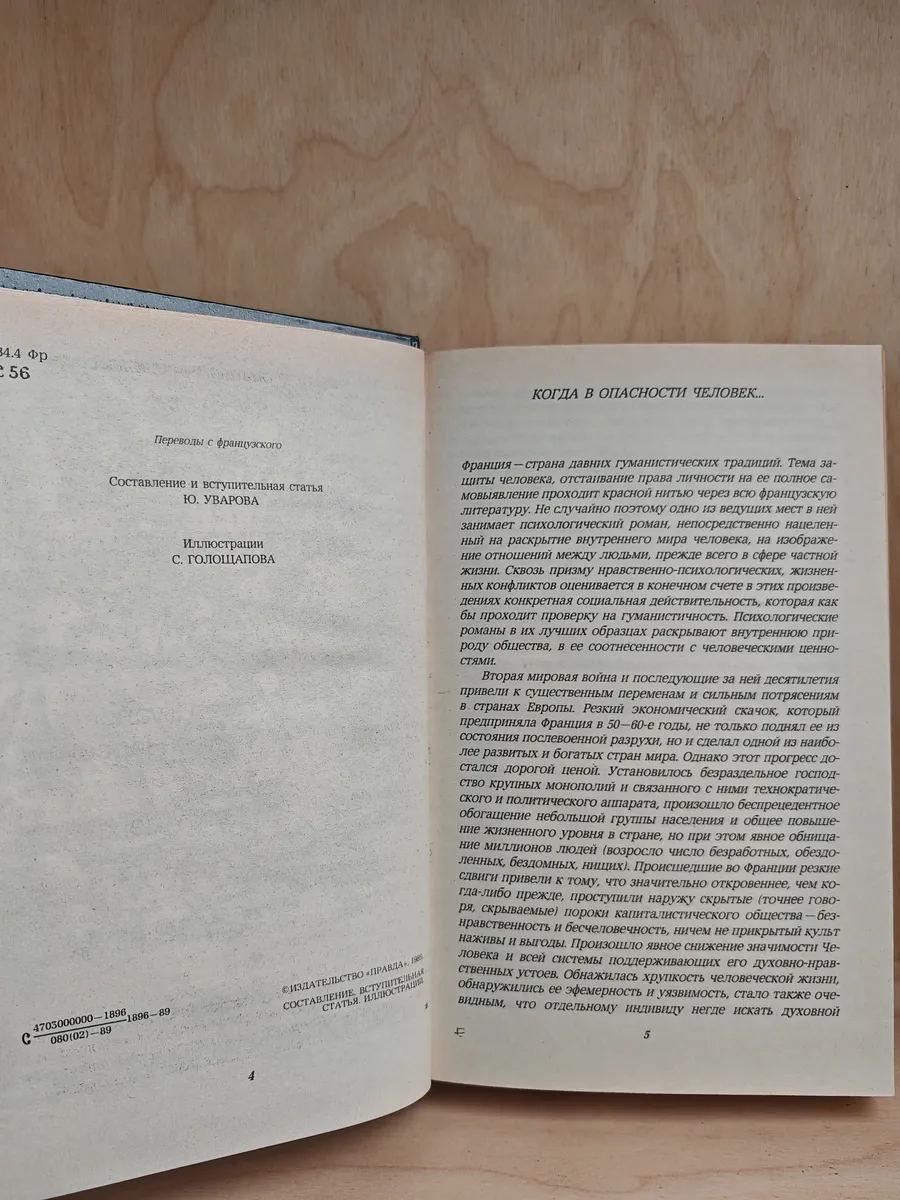 84.4 Фр
56
Переводы с французского
Составление и вступительная статья
Ю. УВАРОВА
Иллюстрации
С. ГОЛОЩАПОВА
©ИЗДАТЕЛЬСТВО «ПРАВДА», 1989.
СОСТАВЛЕНИЕ. ВСТУПИТЕЛЬНАЯ
СТАТЬЯ. ИЛЛЮСТРАЦИИ.
С 4703000000—1896
080(02)—89
1896—89
4
КОГДА В ОПАСНОСТИ ЧЕЛОВЕК...
Франция — страна давних гуманистических традиций. Тема за-
щиты человека, отстаивание права личности на ее полное са-
мовыявление проходит красной нитью через всю французскую
литературу. Не случайно поэтому одно из ведущих мест в ней
занимает психологический роман, непосредственно нацелен-
ный на раскрытие внутреннего мира человека, на изображе-
ние отношений между людьми, прежде всего в сфере частной
жизни. Сквозь призму нравственно-психологических, жизнен-
ных конфликтов оценивается в конечном счете в этих произве-
дениях конкретная социальная действительность, которая как
бы проходит проверку на гуманистичность. Психологические
романы в их лучших образцах раскрывают внутреннюю при-
роду общества, в ее соотнесенности с человеческими ценно-
стями.
Вторая мировая война и последующие за ней десятилетия
привели к существенным переменам и сильным потрясениям
в странах Европы. Резкий экономический скачок, который
предприняла Франция в 50—60-е годы, не только поднял ее из
состояния послевоенной разрухи, но и сделал одной из наибо-
лее развитых и богатых стран мира. Однако этот прогресс до-
стался дорогой ценой. Установилось безраздельное господ-
ство крупных монополий и связанного с ними технократиче-
ского и политического аппарата, произошло беспрецедентное
обогащение небольшой группы населения и общее повыше-
ние жизненного уровня в стране, но при этом явное обнища-
ние миллионов людей (возросло число безработных, обездо-
ленных, бездомных, нищих). Происшедшие во Франции резкие
сдвиги привели к тому, что значительно откровеннее, чем ко-
гда-либо прежде, проступили наружу скрытые (точнее гово-
ря, скрываемые) пороки капиталистического общества — без-
нравственность и бесчеловечность, ничем не прикрытый культ
наживы и выгоды. Произошло явное снижение значимости Че-
ловека и всей системы поддерживающих его духовно-нрав-
ственных устоев. Обнажилась хрупкость человеческой жизни,
обнаружились ее эфемерность и уязвимость, стало также оче-
видным, что отдельному индивиду негде искать духовной
5